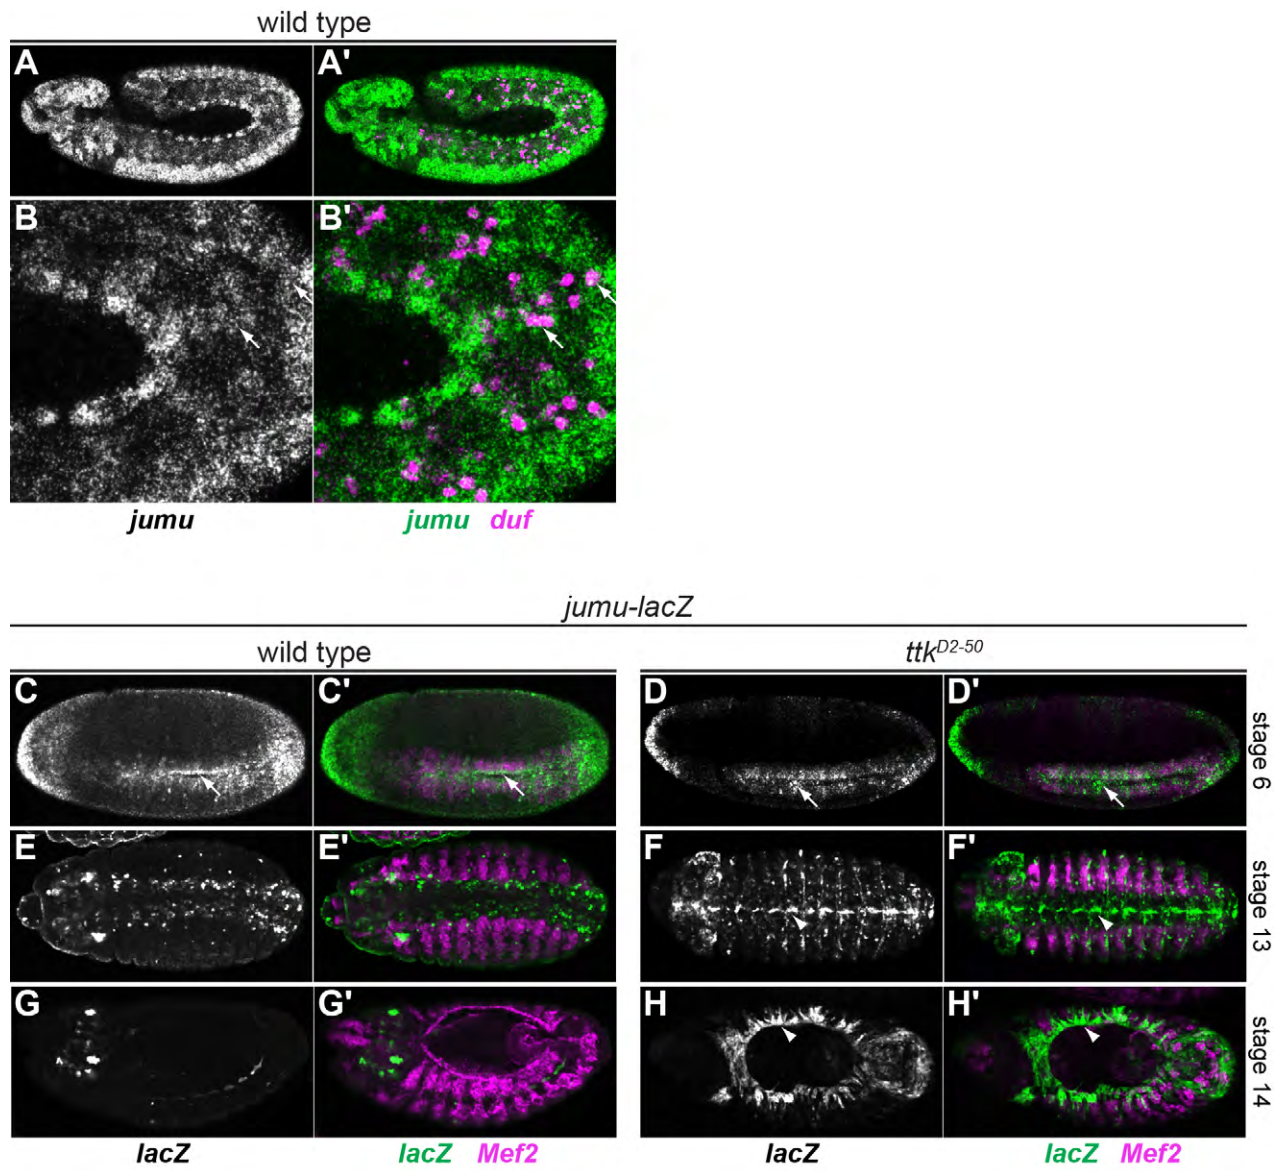 wild type
A A'
B B'
jumu jumu duf
jumu-lacZ
wild type ttkD2-50
C C' D D' stage 6
E E' F F' stage 13
G G' H H' stage 14
lacZ lacZ Mef2 lacZ lacZ Mef2